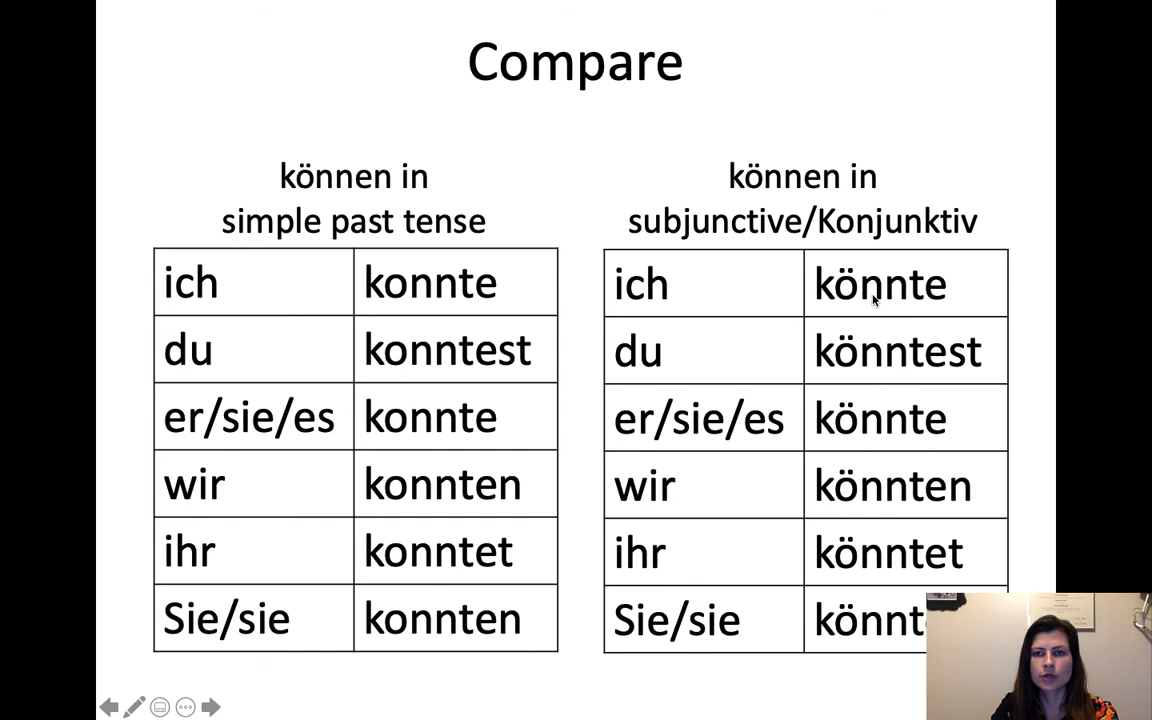 Compare
können in
simple past tense
ich konnte
du konntest
er/sie/es konnte
wir konnten
ihr konntet
Sie/sie konnten
können in
subjunctive/Konjunktiv
ich könnte
du könntest
er/sie/es könnte
wir könnten
ihr könntet
Sie/sie